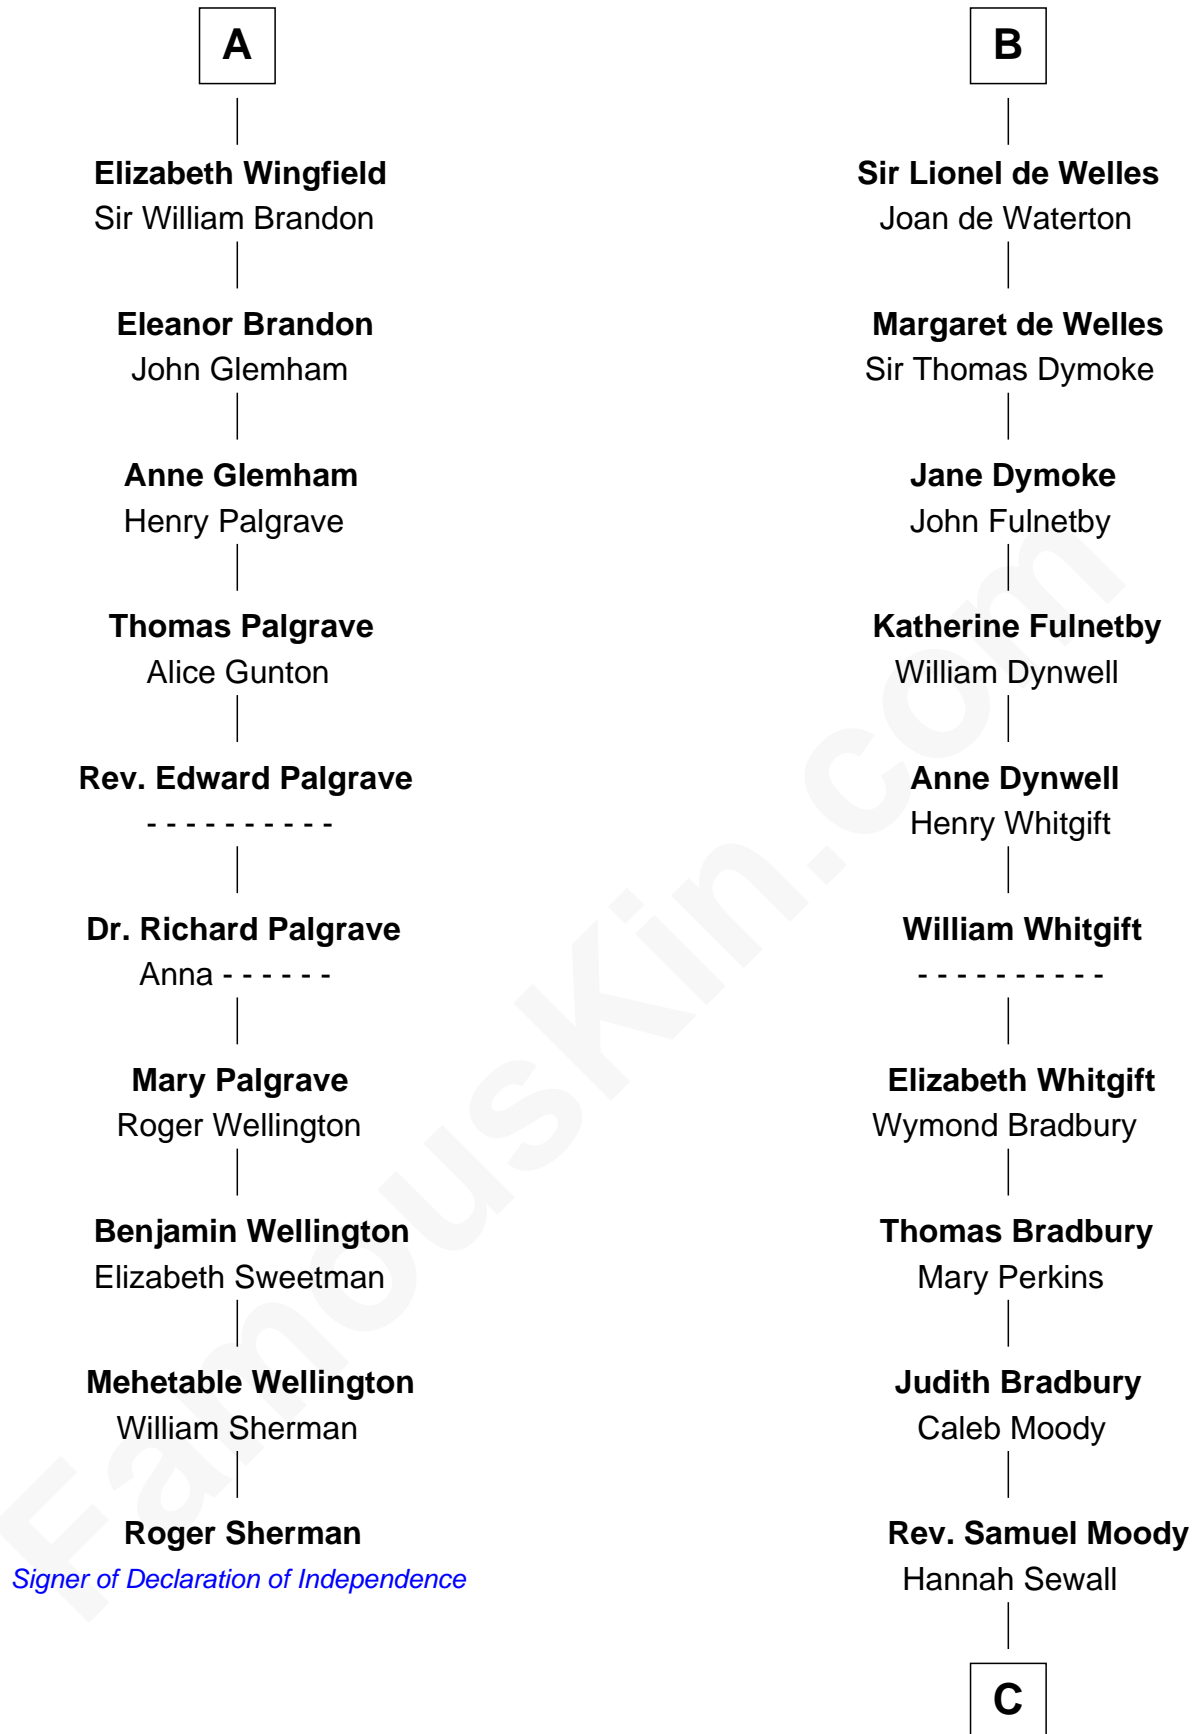 A
Elizabeth Wingfield
Sir William Brandon
Eleanor Brandon
John Glemham
Anne Glemham
Henry Palgrave
Thomas Palgrave
Alice Gunton
Rev. Edward Palgrave
- - - - - - - - - -
Dr. Richard Palgrave
Anna - - - - - -
Mary Palgrave
Roger Wellington
Benjamin Wellington
Elizabeth Sweetman
Mehetable Wellington
William Sherman
Roger Sherman
Signer of Declaration of Independence
B
Sir Lionel de Welles
Joan de Waterton
Margaret de Welles
Sir Thomas Dymoke
Jane Dymoke
John Fulnetby
Katherine Fulnetby
William Dynwell
Anne Dynwell
Henry Whitgift
William Whitgift
- - - - - - - - - -
Elizabeth Whitgift
Wymond Bradbury
Thomas Bradbury
Mary Perkins
Judith Bradbury
Caleb Moody
Rev. Samuel Moody
Hannah Sewall
C
FamousKin.com